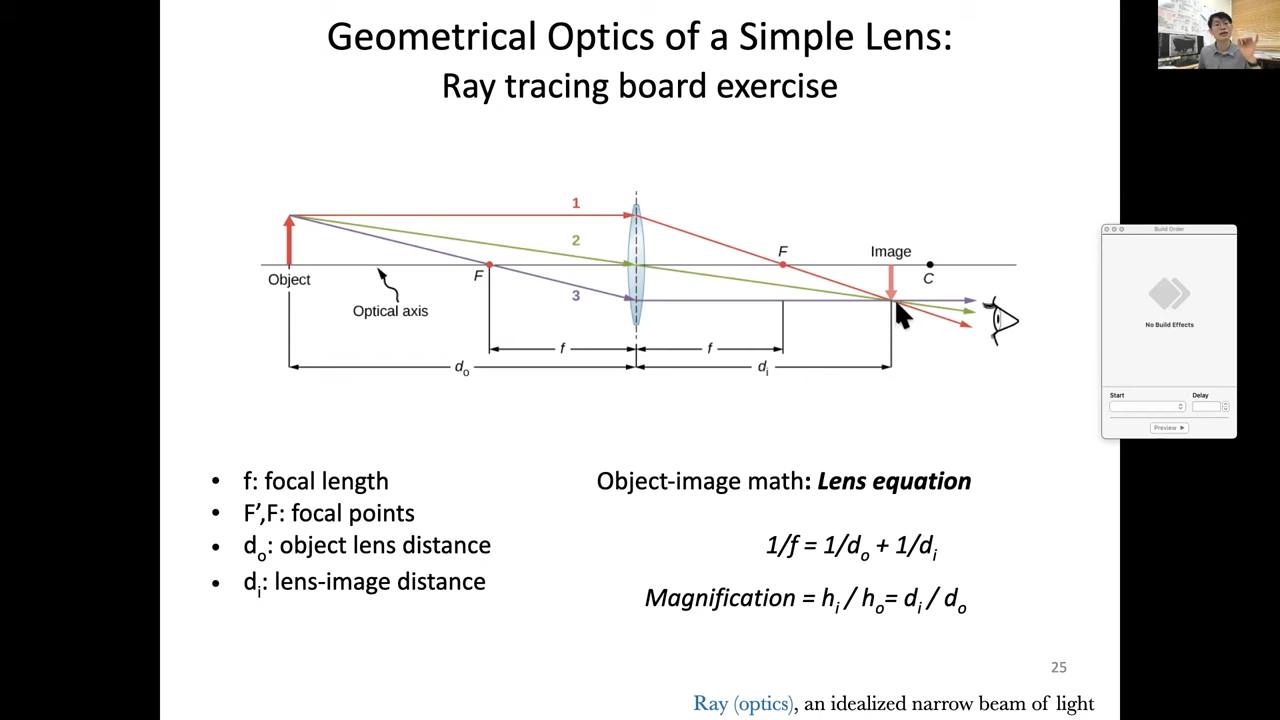 Geometrical Optics of a Simple Lens:
Ray tracing board exercise
1
2
3
Object
Optical axis
F
F
Image
C
f
f
dₒ
dᵢ
Build Order
No Build Effects
Start
Delay
Preview ▶
• f: focal length
• F’,F: focal points
• dₒ: object lens distance
• dᵢ: lens-image distance
Object-image math: Lens equation
1/f = 1/dₒ + 1/dᵢ
Magnification = hᵢ / hₒ= dᵢ / dₒ
25
Ray (optics), an idealized narrow beam of light